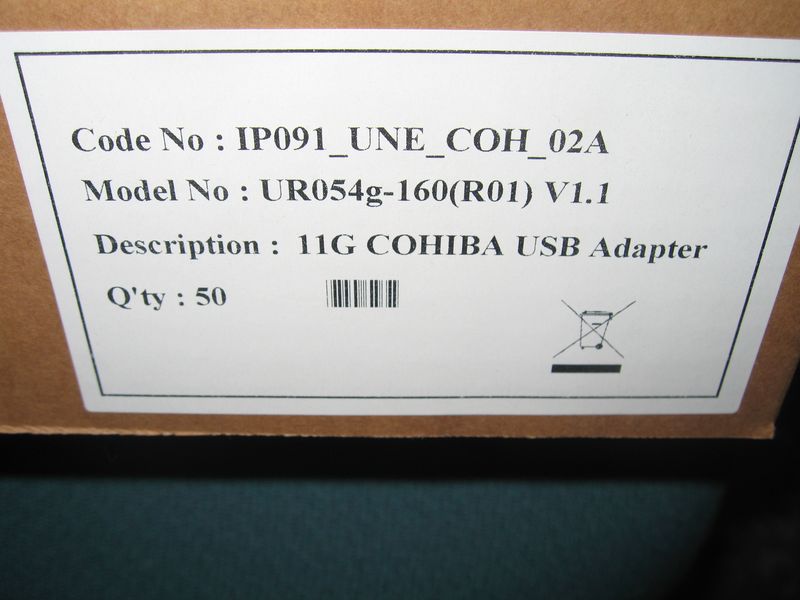 Code No : IP091_UNE_COH_02A
Model No : UR054g-160(R01) V1.1
Description : 11G COHIBA USB Adapter
Q'ty : 50